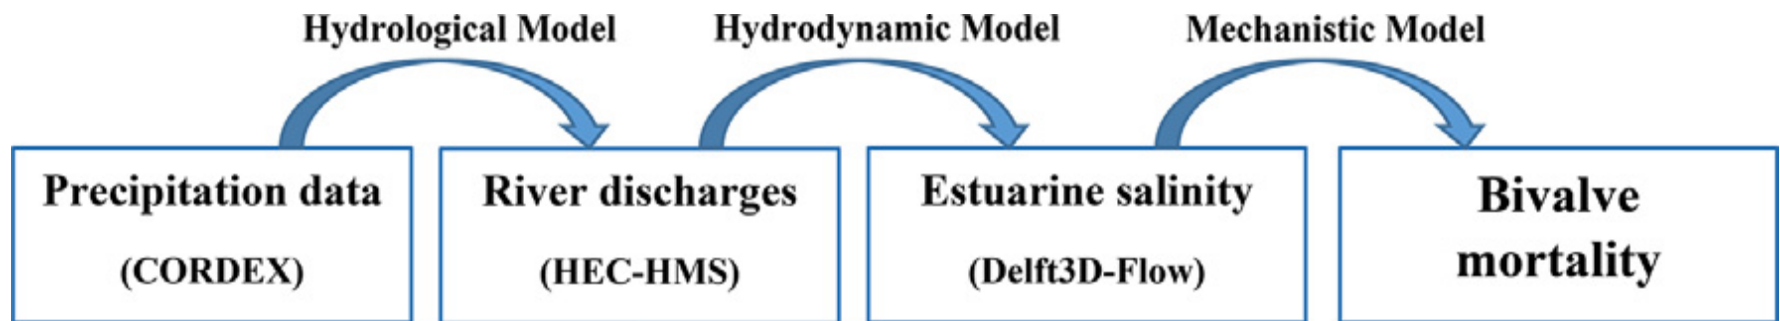 Hydrological Model
Hydrodynamic Model
Mechanistic Model
Precipitation data
(CORDEX)
River discharges
(HEC-HMS)
Estuarine salinity
(Delft3D-Flow)
Bivalve
mortality